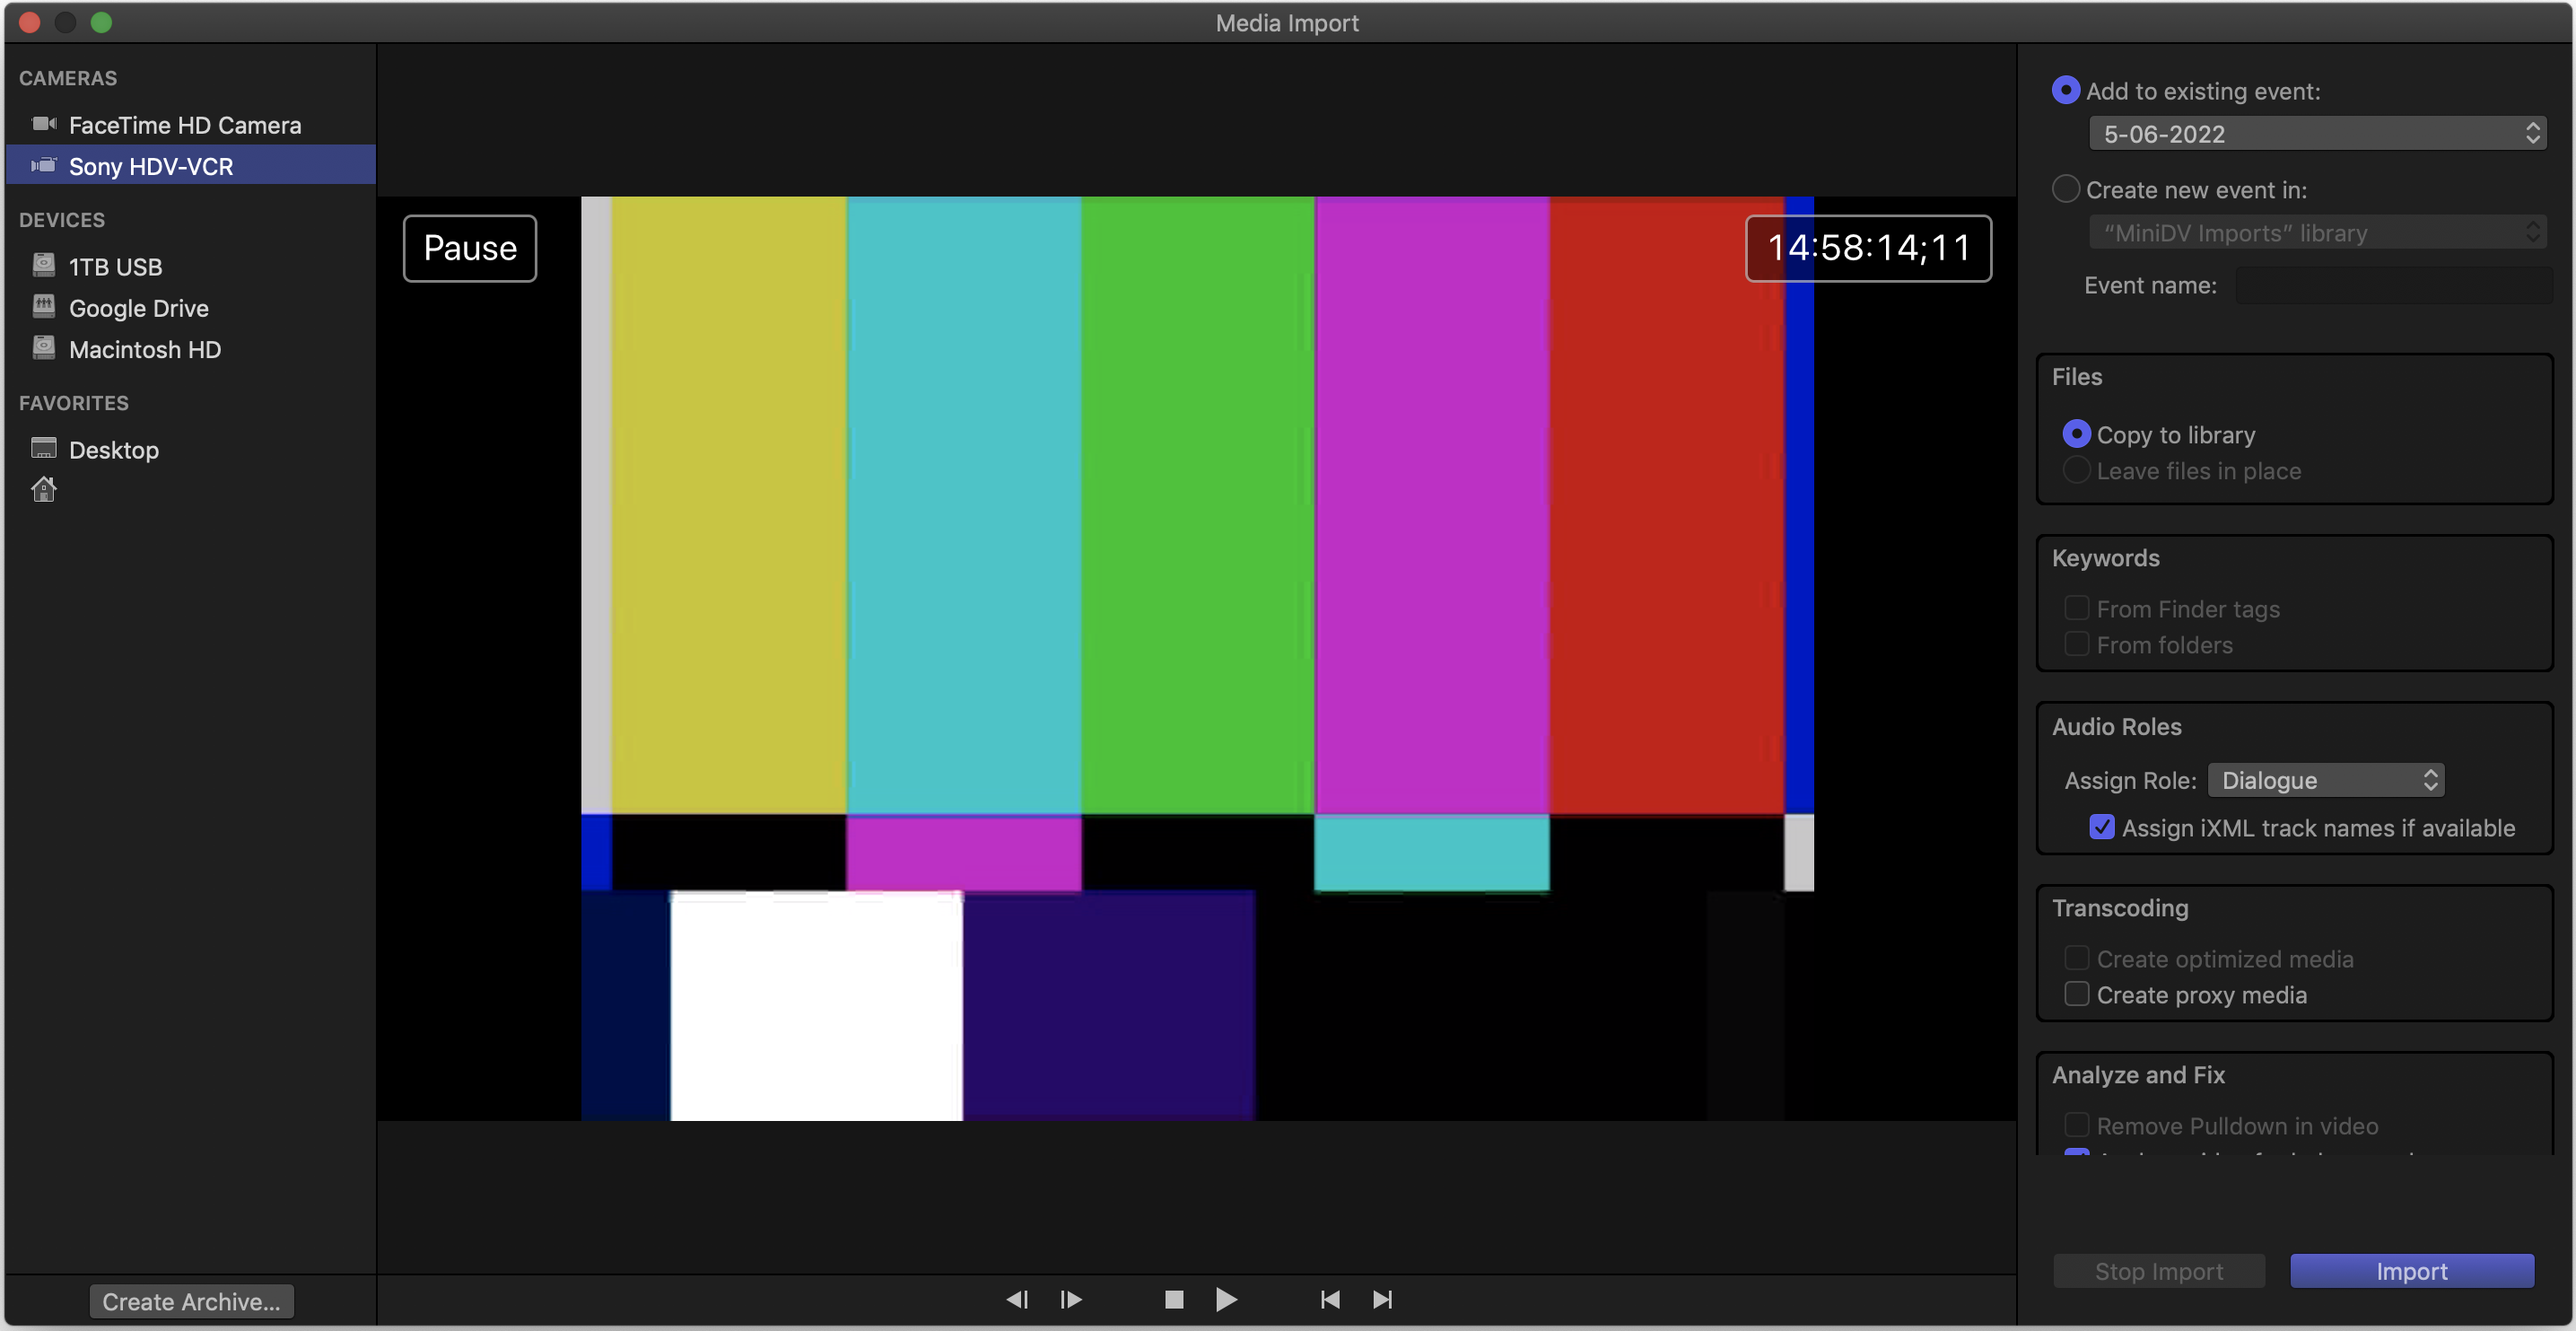 Media Import
CAMERAS
FaceTime HD Camera
Sony HDV-VCR
DEVICES
1TB USB
Google Drive
Macintosh HD
FAVORITES
Desktop
Create Archive...
Pause
14:58:14;11
Add to existing event:
5-06-2022
Create new event in:
“MiniDV Imports” library
Event name:
Files
Copy to library
Leave files in place
Keywords
From Finder tags
From folders
Audio Roles
Assign Role: Dialogue
Assign iXML track names if available
Transcoding
Create optimized media
Create proxy media
Analyze and Fix
Remove Pulldown in video
Stop Import
Import